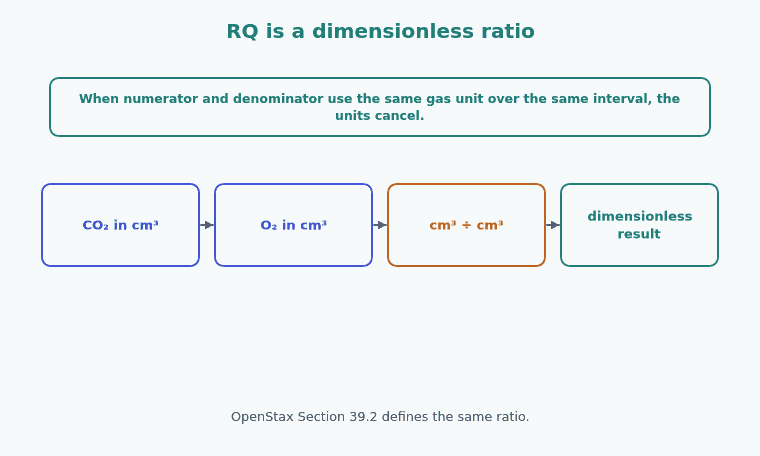 RQ is a dimensionless ratio
When numerator and denominator use the same gas unit over the same interval, the
units cancel.
CO₂ in cm³
O₂ in cm³
cm³ ÷ cm³
dimensionless
result
OpenStax Section 39.2 defines the same ratio.